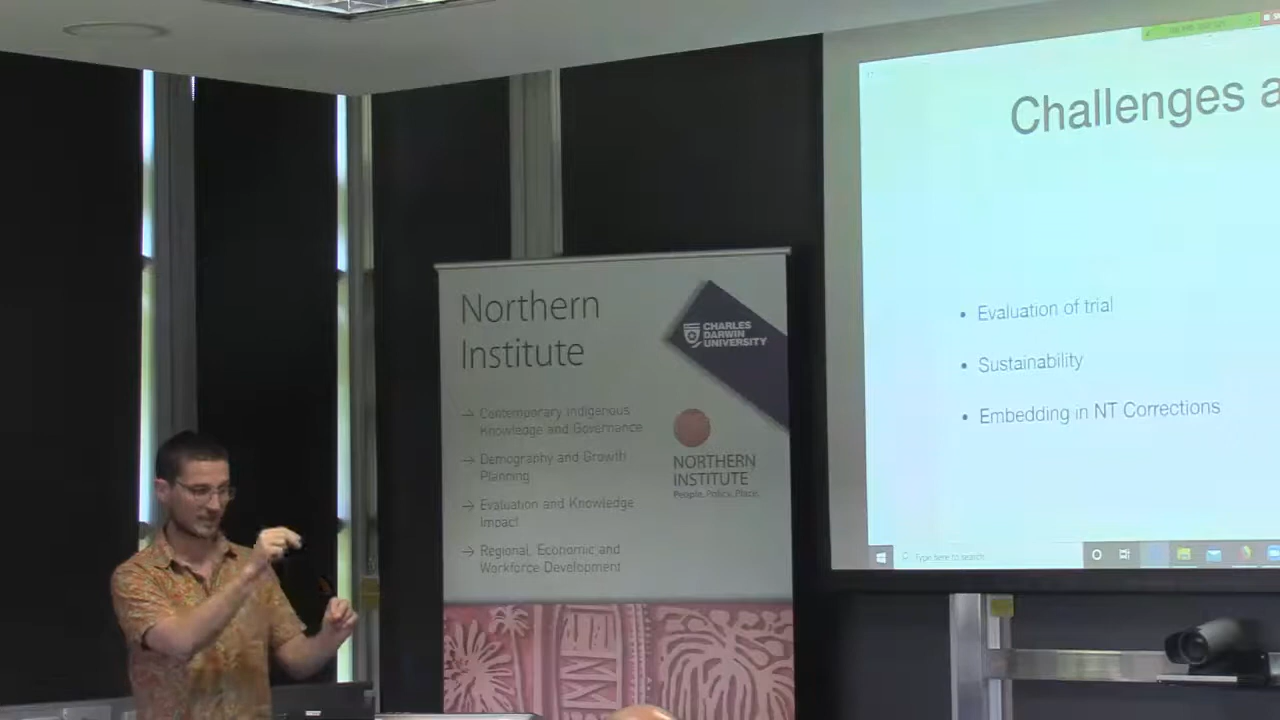 Northern
Institute
→ Contemporary Indigenous
Knowledge and Governance
→ Demography and Growth
Planning
→ Evaluation and Knowledge
Impact
→ Regional, Economic and
Workforce Development
CHARLES
DARWIN
UNIVERSITY
NORTHERN
INSTITUTE
People. Policy. Place.
Challenges a
• Evaluation of trial
• Sustainability
• Embedding in NT Corrections
Type here to search